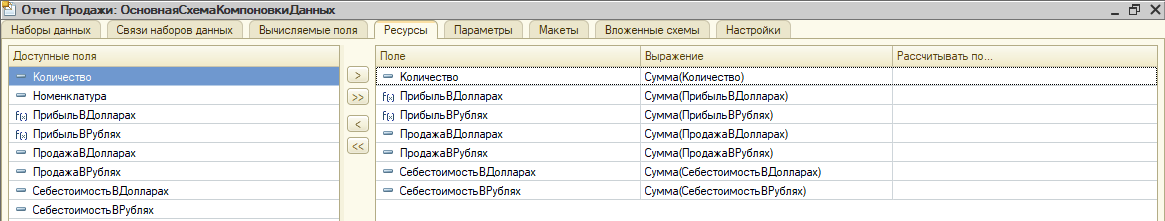 Отчет Продажи: ОсновнаяСхемаКомпоновкиДанных
Наборы данных Связи наборов данных Вычисляемые поля Ресурсы Параметры Макеты Вложенные схемы Настройки
Доступные поля
Количество
Номенклатура
f(x) ПрибыльВДолларах
f(x) ПрибыльВРублях
ПродажаВДолларах
ПродажаВРублях
СебестоимостьВДолларах
СебестоимостьВРублях
>
>>
<
<<
Поле Выражение Рассчитывать по...
Количество Сумма(Количество)
f(x) ПрибыльВДолларах Сумма(ПрибыльВДолларах)
f(x) ПрибыльВРублях Сумма(ПрибыльВРублях)
ПродажаВДолларах Сумма(ПродажаВДолларах)
ПродажаВРублях Сумма(ПродажаВРублях)
СебестоимостьВДолларах Сумма(СебестоимостьВДолларах)
СебестоимостьВРублях Сумма(СебестоимостьВРублях)